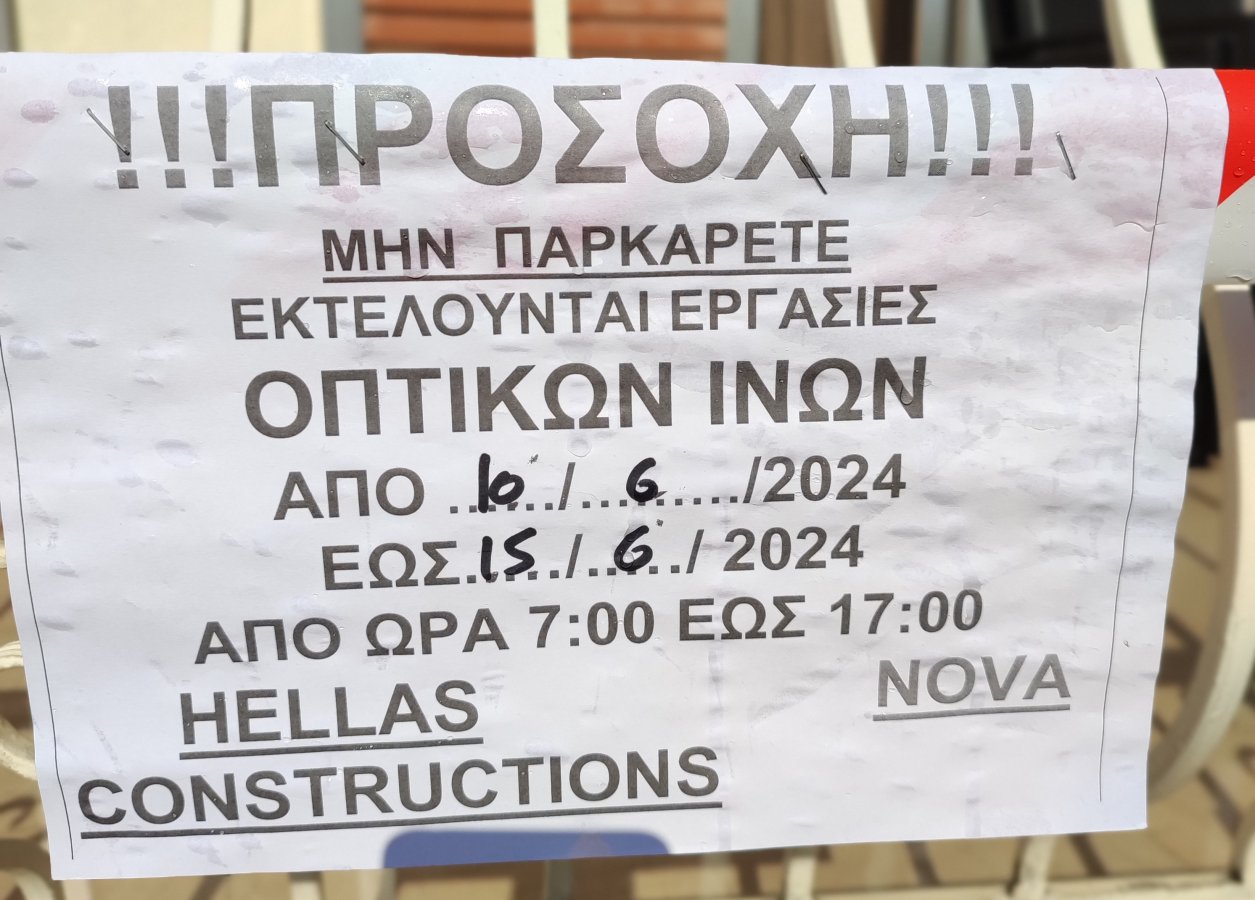 !!!ΠΡΟΣΟΧΗ!!!
ΜΗΝ ΠΑΡΚΑΡΕΤΕ
ΕΚΤΕΛΟΥΝΤΑΙ ΕΡΓΑΣΙΕΣ
ΟΠΤΙΚΩΝ ΙΝΩΝ
ΑΠΟ ..10..../....6....../2024
ΕΩΣ..15.../...6.../ 2024
ΑΠΟ ΩΡΑ 7:00 ΕΩΣ 17:00
HELLAS NOVA
CONSTRUCTIONS